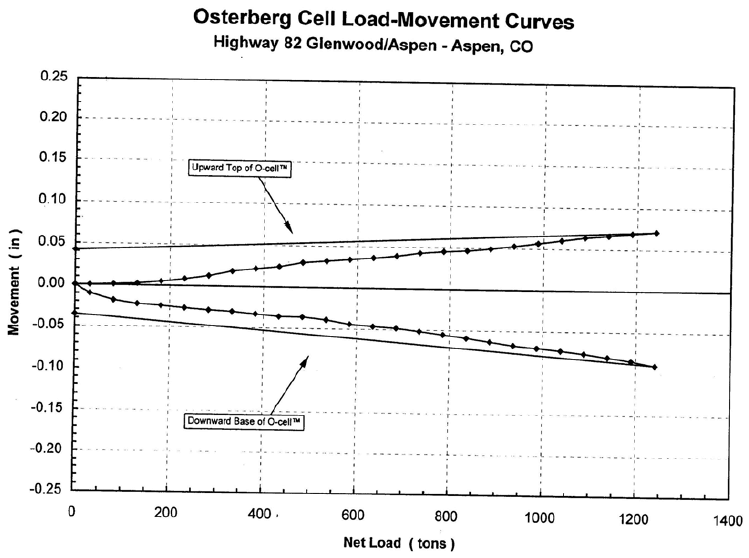 Osterberg Cell Load-Movement Curves
Highway 82 Glenwood/Aspen - Aspen, CO
0.25
0.20
0.15
0.10
0.05
0.00
-0.05
-0.10
-0.15
-0.20
-0.25
Movement ( in )
Upward Top of O-cell™
Downward Base of O-cell™
0 200 400 600 800 1000 1200 1400
Net Load ( tons )